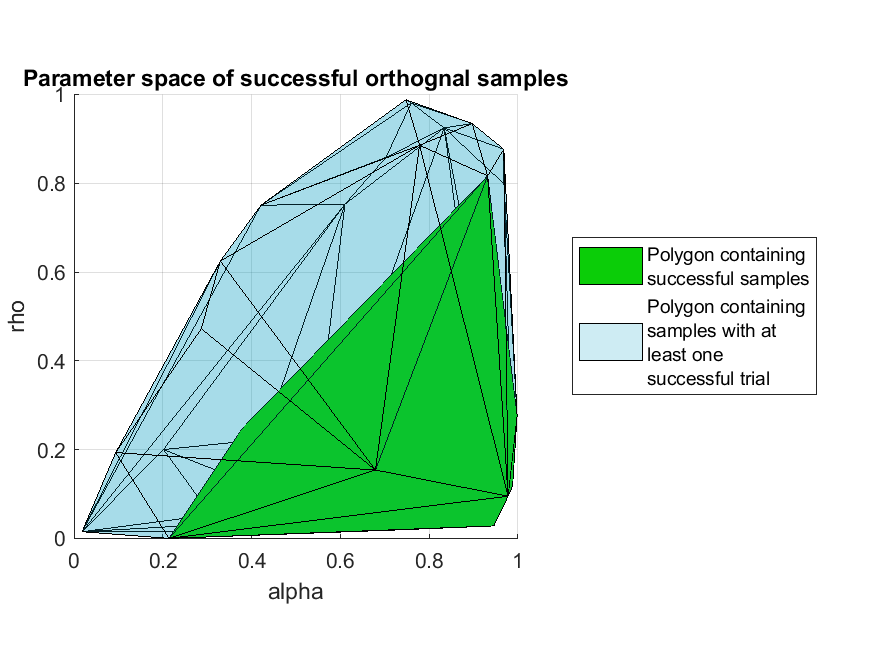 Parameter space of successful orthognal samples
1
0.8
0.6
0.4
0.2
0
rho
0
0.2
0.4
0.6
0.8
1
alpha
Polygon containing
successful samples
Polygon containing
samples with at
least one
successful trial